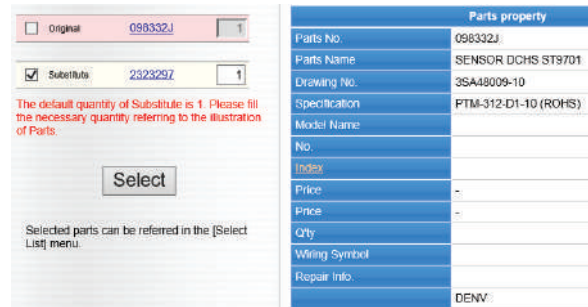 Original 098332J 1
Substitute 2323297 1
The default quantity of Substitute is 1. Please fill
the necessary quantity referring to the illustration
of Parts.
Select
Selected parts can be referred in the [Select
List] menu.
Parts property
Parts No. 098332J
Parts Name SENSOR DCHS ST9701
Drawing No. 3SA48009-10
Specification PTM-312-D1-10 (ROHS)
Model Name
No.
Index
Price -
Price -
Q'ty
Wiring Symbol
Repair Info.
DENV